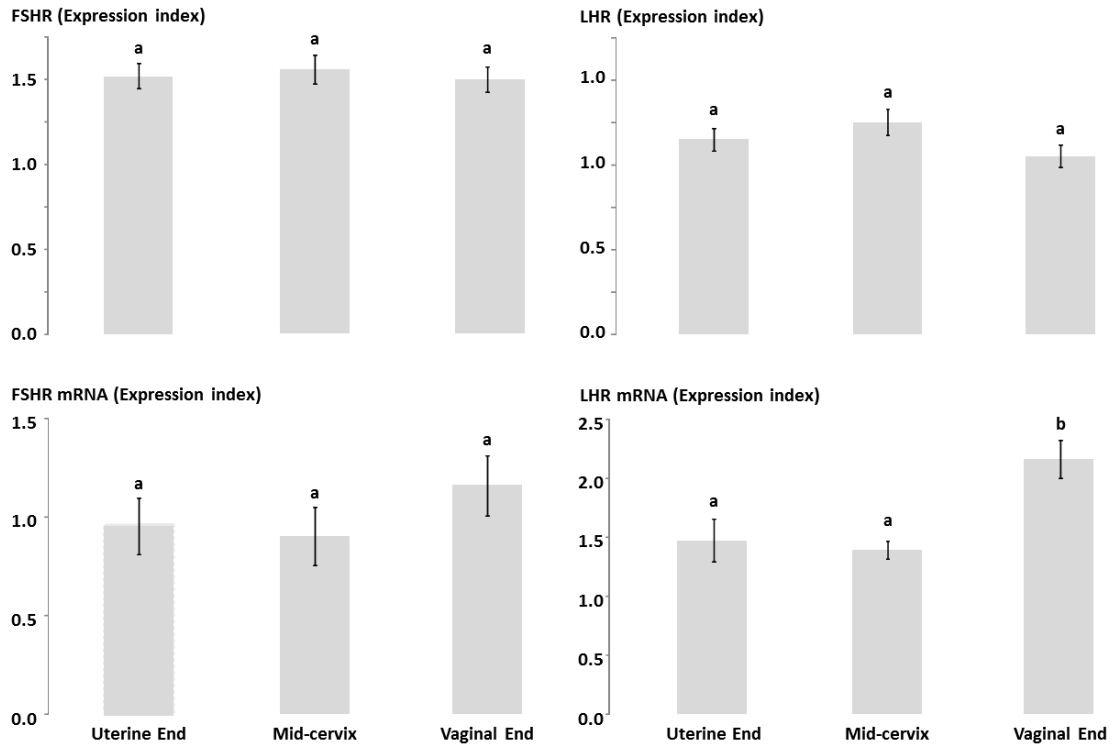 FSHR (Expression index)
a
a
a
1.5
1.0
0.5
0.0
LHR (Expression index)
a
a
a
1.0
1.0
0.5
0.0
FSHR mRNA (Expression index)
a
a
a
1.5
1.0
0.5
0.0
Uterine End Mid-cervix Vaginal End
LHR mRNA (Expression index)
a
a
b
2.5
2.0
1.5
1.0
0.5
0.0
Uterine End Mid-cervix Vaginal End